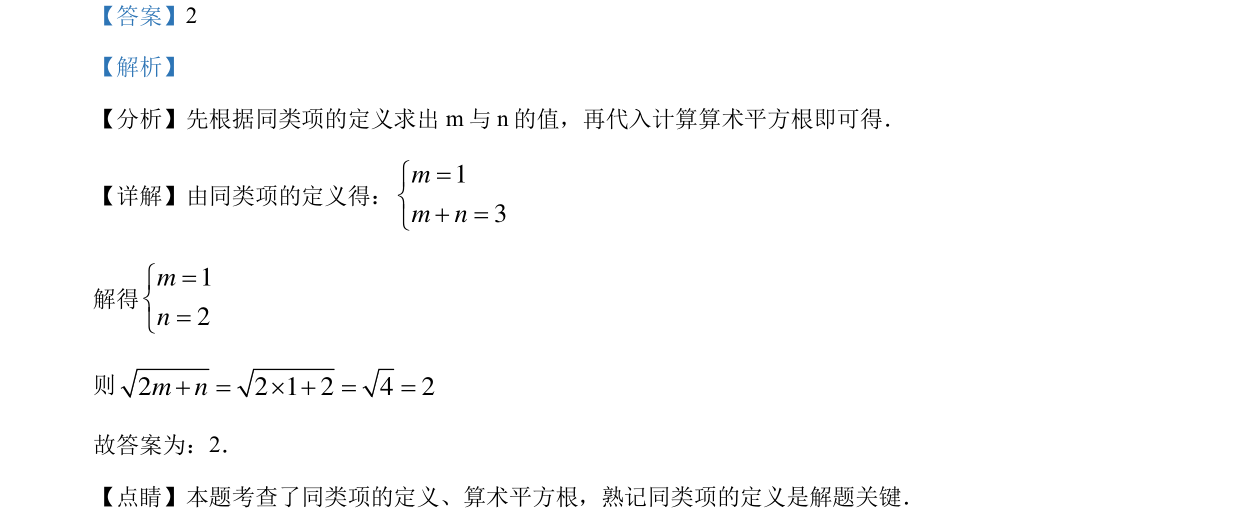 【答案】2
【解析】
【分析】先根据同类项的定义求出 m 与 n 的值，再代入计算算术平方根即可得．
【详解】由同类项的定义得：{m=1
m+n=3
解得{m=1
n=2
则√(2m+n)=√(2×1+2)=√4=2
故答案为：2．
【点睛】本题考查了同类项的定义、算术平方根，熟记同类项的定义是解题关键．